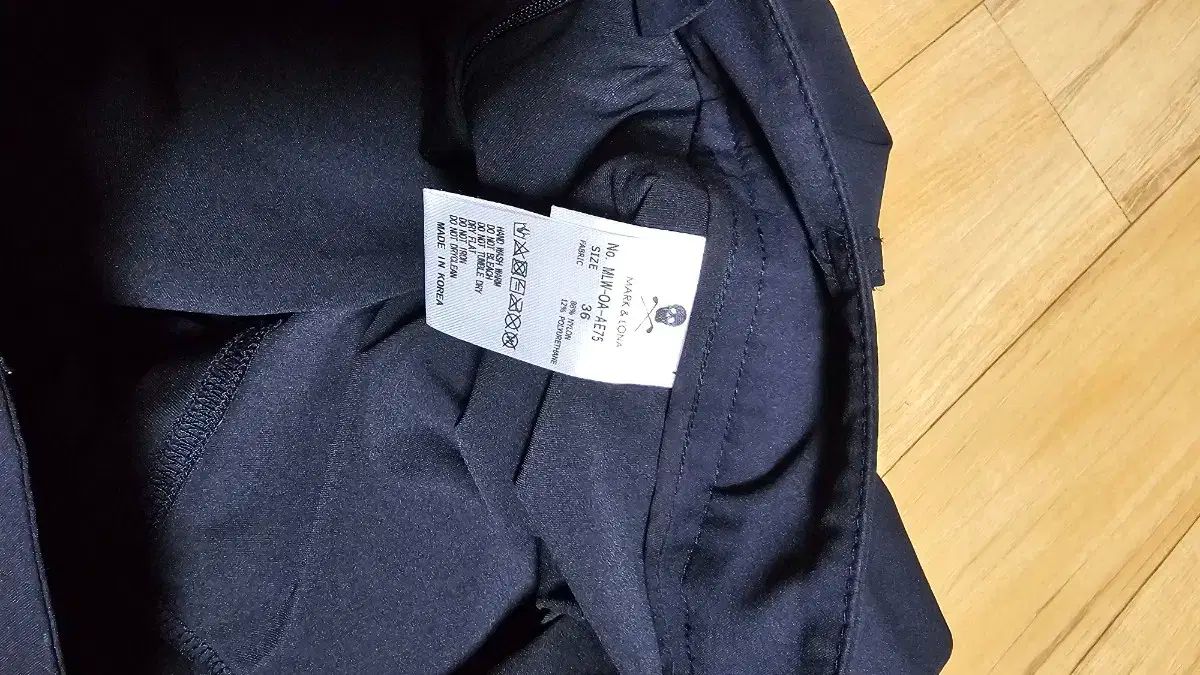 MARK & LONA
No. MLW-OA-AE75
SIZE 36
FABRIC 88% NYLON
12% POLYURETHANE
HAND WASH WARM
DO NOT BLEACH
DO NOT TUMBLE DRY
DRY FLAT
DO NOT IRON
DO NOT DRYCLEAN
MADE IN KOREA